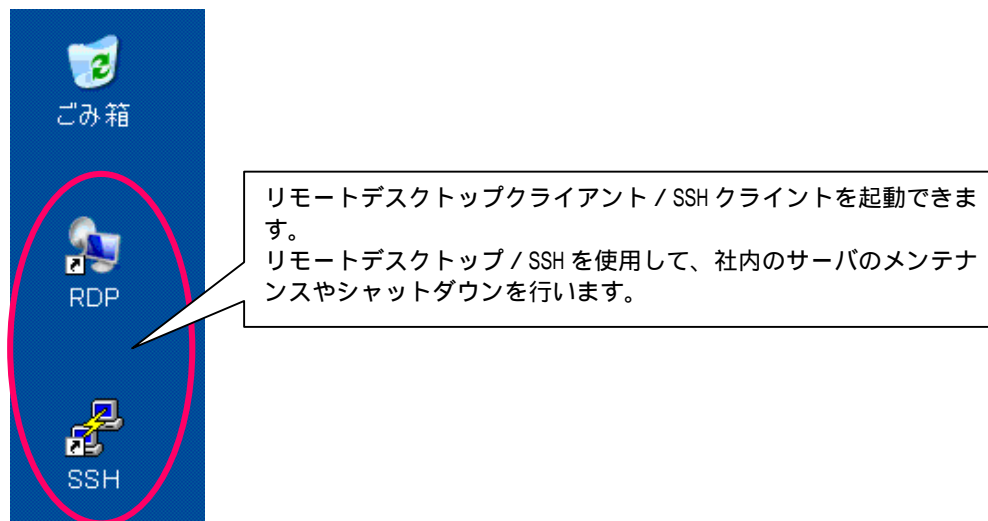 ごみ箱
リモートデスクトップクライアント / SSH クライントを起動できま
す。
リモートデスクトップ / SSH を使用して、社内のサーバのメンテナ
ンスやシャットダウンを行います。
RDP
SSH